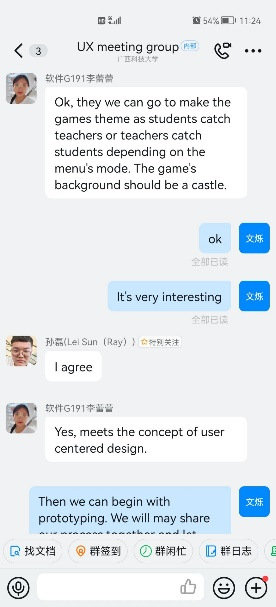 54% 11:24
3
UX meeting group 内部
广西科技大学
软件G191李蕾蕾
Ok, they we can go to make the
games theme as students catch
teachers or teachers catch
students depending on the
menu's mode. The game's
background should be a castle.
ok
文烁
全部已读
It's very interesting
文烁
全部已读
孙磊(Lei Sun（Ray）) ☆特别关注
I agree
软件G191李蕾蕾
Yes, meets the concept of user
centered design.
Then we can begin with
文烁
prototyping. We will may share
our process together and let
找文档 群签到 群闲忙 群日志